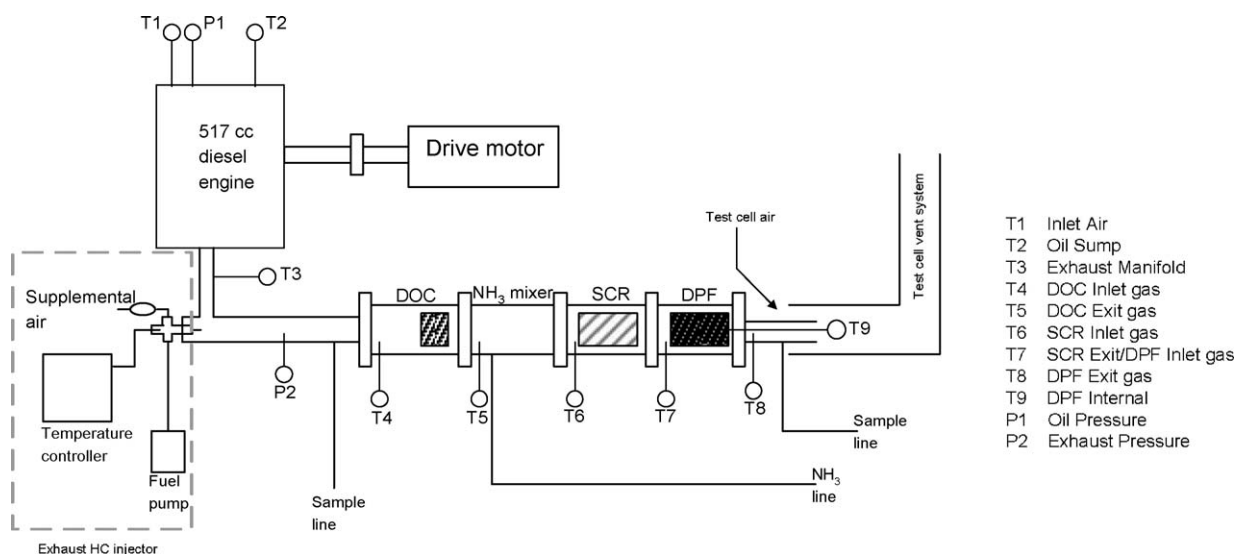 T1 P1 T2
517 cc
diesel
engine
Drive motor
Test cell vent system
Test cell air
T3
Supplemental
air
DOC NH₃ mixer SCR DPF
T9
P2
T4 T5 T6 T7 T8
Temperature
controller
Fuel
pump
Sample
line
Sample
line
NH₃
line
Exhaust HC injector
T1 Inlet Air
T2 Oil Sump
T3 Exhaust Manifold
T4 DOC Inlet gas
T5 DOC Exit gas
T6 SCR Inlet gas
T7 SCR Exit/DPF Inlet gas
T8 DPF Exit gas
T9 DPF Internal
P1 Oil Pressure
P2 Exhaust Pressure